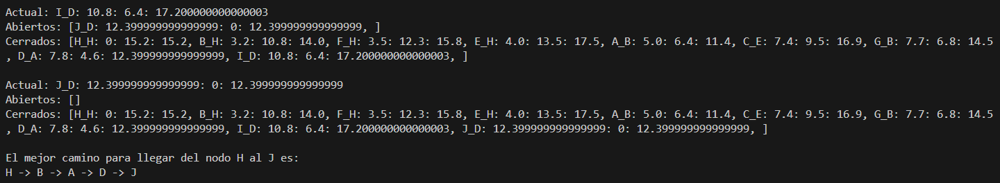 Actual: I_D: 10.8: 6.4: 17.200000000000003
Abiertos: [J_D: 12.399999999999999: 0: 12.399999999999999, ]
Cerrados: [H_H: 0: 15.2: 15.2, B_H: 3.2: 10.8: 14.0, F_H: 3.5: 12.3: 15.8, E_H: 4.0: 13.5: 17.5, A_B: 5.0: 6.4: 11.4, C_E: 7.4: 9.5: 16.9, G_B: 7.7: 6.8: 14.5
, D_A: 7.8: 4.6: 12.399999999999999, I_D: 10.8: 6.4: 17.200000000000003, ]
Actual: J_D: 12.399999999999999: 0: 12.399999999999999
Abiertos: []
Cerrados: [H_H: 0: 15.2: 15.2, B_H: 3.2: 10.8: 14.0, F_H: 3.5: 12.3: 15.8, E_H: 4.0: 13.5: 17.5, A_B: 5.0: 6.4: 11.4, C_E: 7.4: 9.5: 16.9, G_B: 7.7: 6.8: 14.5
, D_A: 7.8: 4.6: 12.399999999999999, I_D: 10.8: 6.4: 17.200000000000003, J_D: 12.399999999999999: 0: 12.399999999999999, ]
El mejor camino para llegar del nodo H al J es:
H -> B -> A -> D -> J